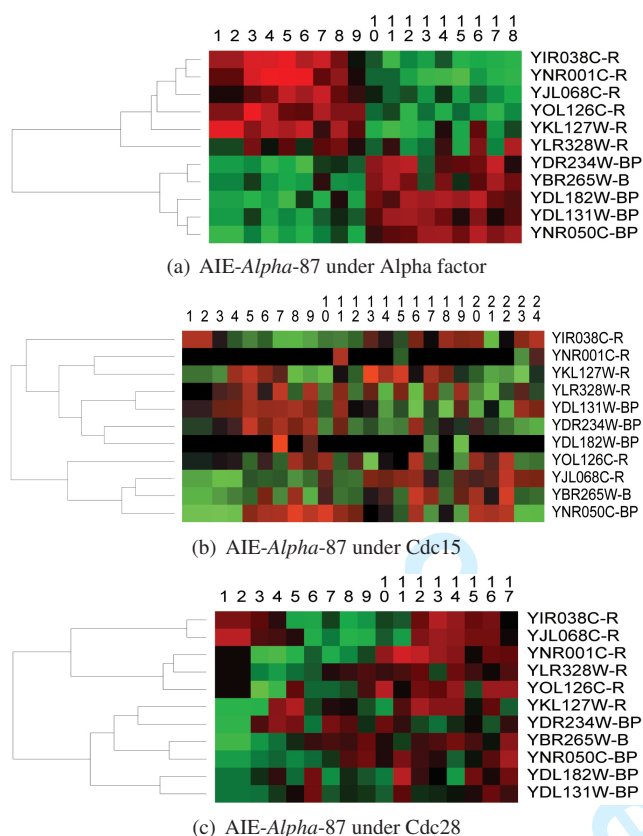 1 2 3 4 5 6 7 8 9 10 11 12 13 14 15 16 17 18
YIR038C-R
YNR001C-R
YJL068C-R
YOL126C-R
YKL127W-R
YLR328W-R
YDR234W-BP
YBR265W-B
YDL182W-BP
YDL131W-BP
YNR050C-BP
(a) AIE-Alpha-87 under Alpha factor
1 2 3 4 5 6 7 8 9 10 11 12 13 14 15 16 17 18 19 20 21 22 23 24
YIR038C-R
YNR001C-R
YKL127W-R
YLR328W-R
YDL131W-BP
YDR234W-BP
YDL182W-BP
YOL126C-R
YJL068C-R
YBR265W-B
YNR050C-BP
(b) AIE-Alpha-87 under Cdc15
1 2 3 4 5 6 7 8 9 10 11 12 13 14 15 16 17
YIR038C-R
YJL068C-R
YNR001C-R
YLR328W-R
YOL126C-R
YKL127W-R
YDR234W-BP
YBR265W-B
YNR050C-BP
YDL182W-BP
YDL131W-BP
(c) AIE-Alpha-87 under Cdc28